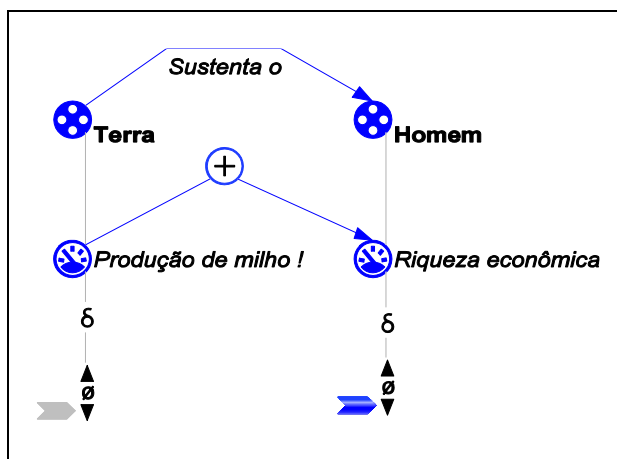 Sustenta o
Terra
Homem
+
Produção de milho !
Riqueza econômica
δ
δ
ø
ø